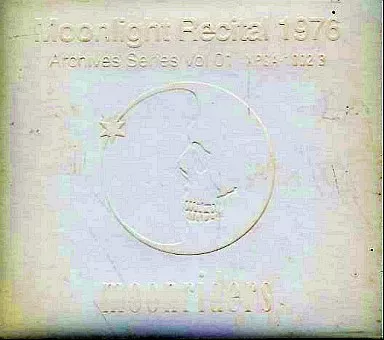 Moonlight Recital 1976
Archives Series vol 01
moonriders